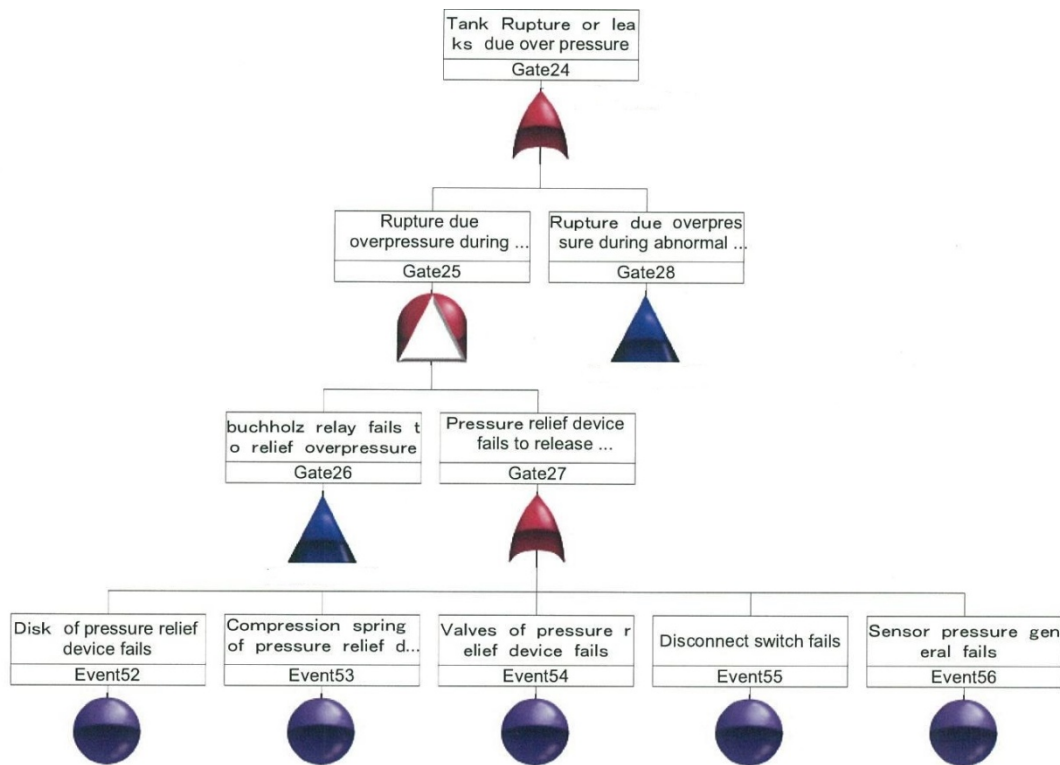 Tank Rupture or lea
ks due over pressure
Gate24
Rupture due
overpressure during ...
Gate25
Rupture due overpres
sure during abnormal ...
Gate28
buchholz relay fails t
o relief overpressure
Gate26
Pressure relief device
fails to release ...
Gate27
Disk of pressure relief
device fails
Event52
Compression spring
of pressure relief d...
Event53
Valves of pressure r
elief device fails
Event54
Disconnect switch fails
Event55
Sensor pressure gen
eral fails
Event56